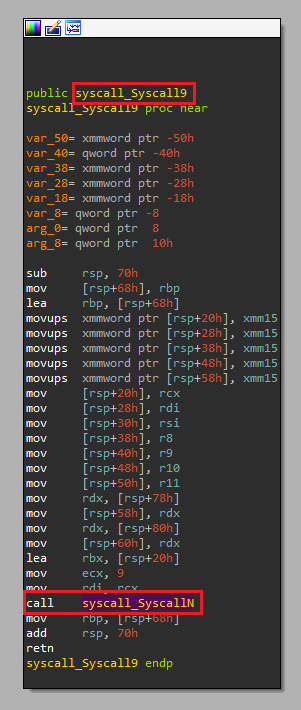 public syscall_Syscall9
syscall_Syscall9 proc near
var_50= xmmword ptr -50h
var_40= qword ptr -40h
var_38= xmmword ptr -38h
var_28= xmmword ptr -28h
var_18= xmmword ptr -18h
var_8= qword ptr -8
arg_0= qword ptr  8
arg_8= qword ptr  10h
sub     rsp, 70h
mov     [rsp+68h], rbp
lea     rbp, [rsp+68h]
movups  xmmword ptr [rsp+20h], xmm15
movups  xmmword ptr [rsp+28h], xmm15
movups  xmmword ptr [rsp+38h], xmm15
movups  xmmword ptr [rsp+48h], xmm15
movups  xmmword ptr [rsp+58h], xmm15
mov     [rsp+20h], rcx
mov     [rsp+28h], rdi
mov     [rsp+30h], rsi
mov     [rsp+38h], r8
mov     [rsp+40h], r9
mov     [rsp+48h], r10
mov     [rsp+50h], r11
mov     rdx, [rsp+78h]
mov     [rsp+58h], rdx
mov     rdx, [rsp+80h]
mov     [rsp+60h], rdx
lea     rbx, [rsp+20h]
mov     ecx, 9
mov     rdi, rcx
call    syscall_SyscallN
mov     rbp, [rsp+68h]
add     rsp, 70h
retn
syscall_Syscall9 endp